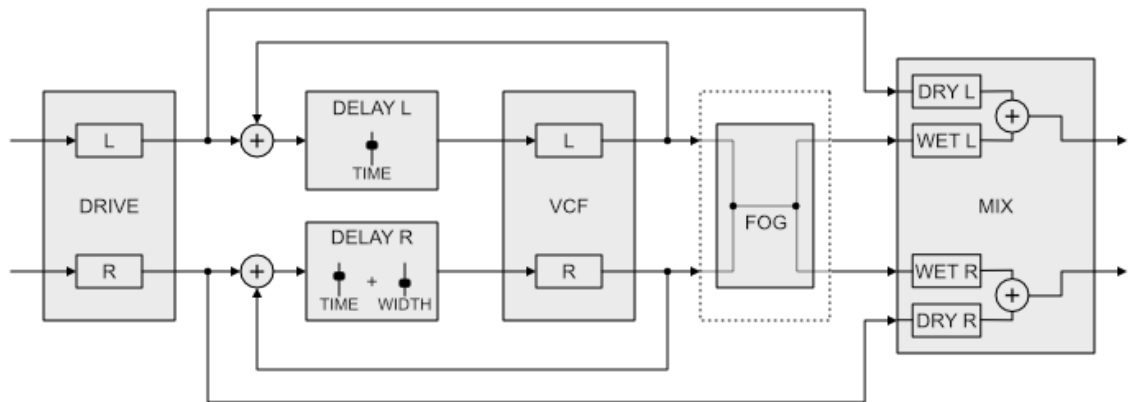 DELAY L
TIME
L
DRIVE
R
DELAY R
TIME + WIDTH
L
VCF
R
FOG
DRY L
WET L
MIX
WET R
DRY R